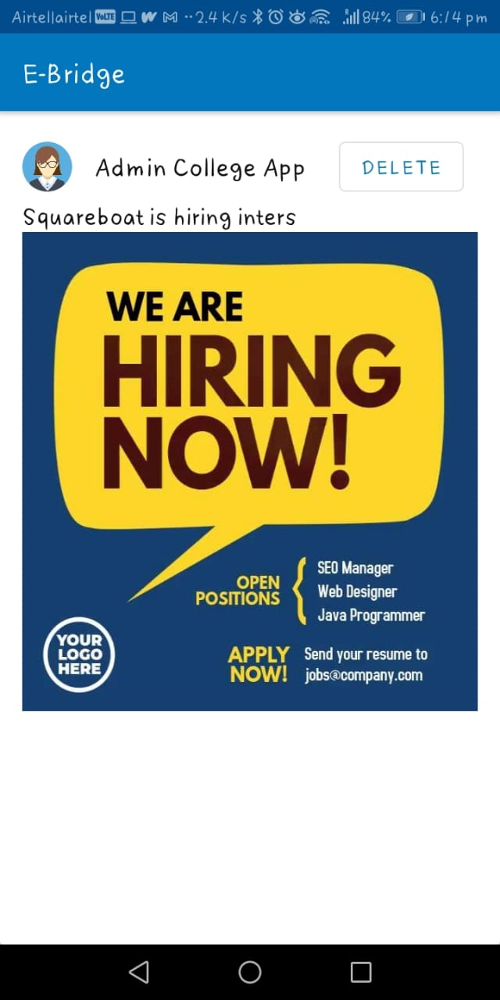 Airtel|airtel VoLTE 2.4 k/s 84% 6:14 pm
E-Bridge
Admin College App DELETE
Squareboat is hiring inters
WE ARE
HIRING
NOW!
OPEN POSITIONS
SEO Manager
Web Designer
Java Programmer
YOUR
LOGO
HERE
APPLY
NOW!
Send your resume to
jobs@company.com